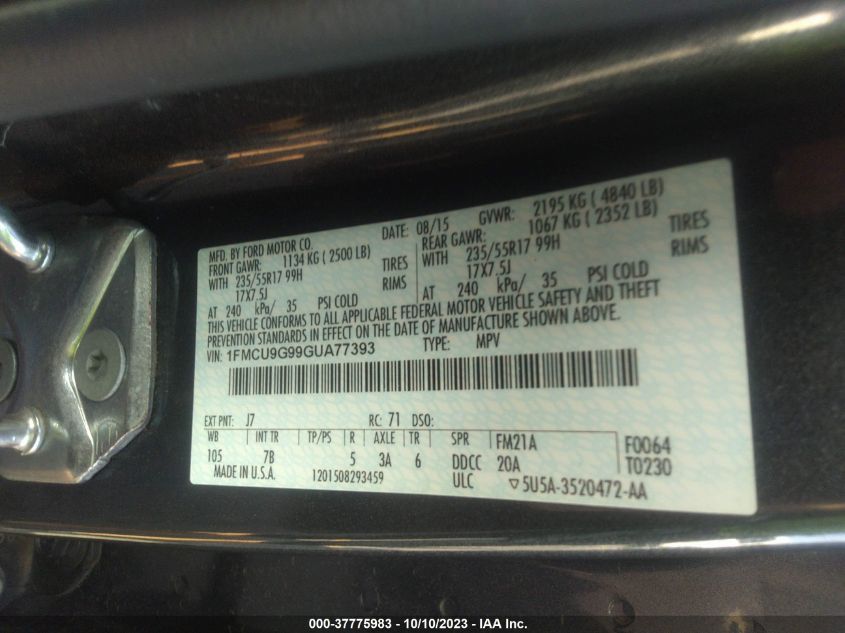 MFD. BY FORD MOTOR CO.
DATE: 08/15 GVWR: 2195 KG ( 4840 LB)
FRONT GAWR: 1134 KG ( 2500 LB)
REAR GAWR: 1067 KG ( 2352 LB)
WITH 235/55R17 99H TIRES
WITH 235/55R17 99H TIRES
17X7.5J RIMS
17X7.5J RIMS
AT 240 kPa/ 35 PSI COLD
AT 240 kPa/ 35 PSI COLD
THIS VEHICLE CONFORMS TO ALL APPLICABLE FEDERAL MOTOR VEHICLE SAFETY AND THEFT
PREVENTION STANDARDS IN EFFECT ON THE DATE OF MANUFACTURE SHOWN ABOVE.
VIN: 1FMCU9G99GUA77393 TYPE: MPV
EXT PNT: J7 RC: 71 DSO:
WB INT TR TP/PS R AXLE TR SPR FM21A F0064
105 7B 5 3A 6 DDCC 20A T0230
MADE IN U.S.A. 1201508293459 ULC ▽5U5A-3520472-AA
000-37775983 - 10/10/2023 - IAA Inc.